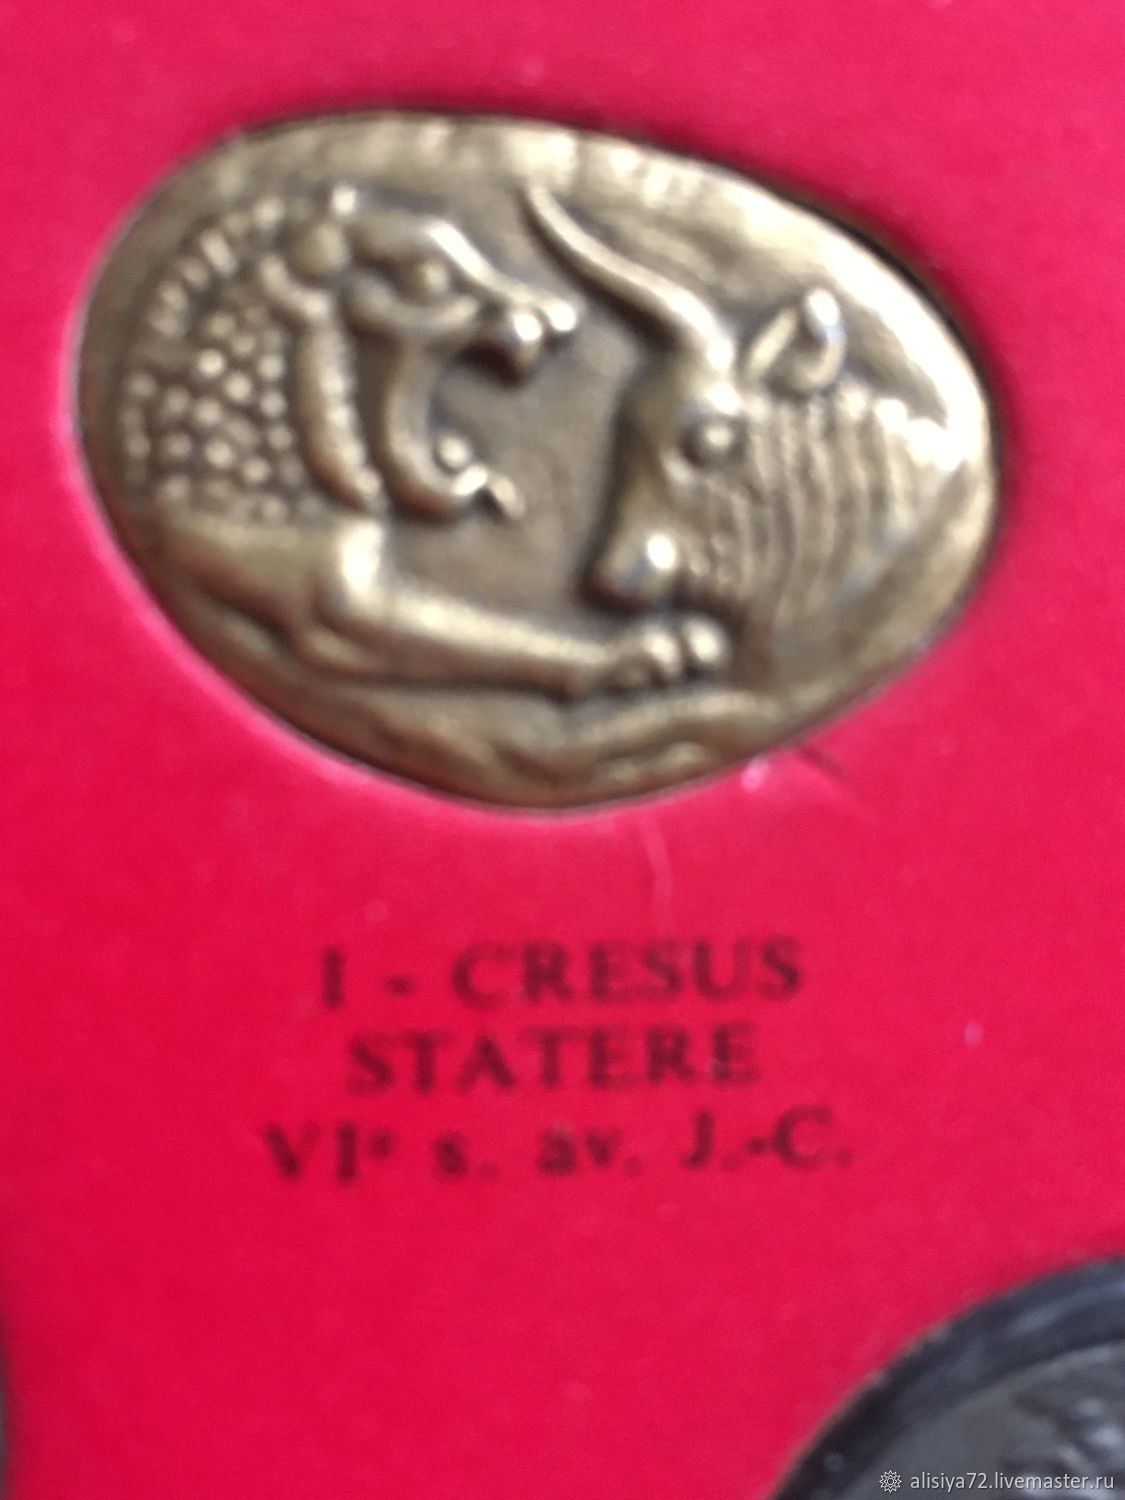 I - CRESUS
STATERE
VIᵉ s. av. J.-C.
alisiya72.livemaster.ru